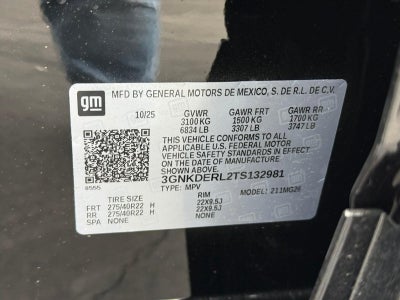 gm MFD BY GENERAL MOTORS DE MEXICO, S. DE R.L. DE C.V.
10/25 GVWR GAWR FRT GAWR RR
3100 KG 1500 KG 1700 KG
6834 LB 3307 LB 3747 LB
THIS VEHICLE CONFORMS TO ALL
APPLICABLE U.S. FEDERAL MOTOR
VEHICLE SAFETY STANDARDS IN EFFECT
ON THE DATE OF MANUFACTURE
SHOWN ABOVE.
3GNKDERL2TS132981
8555 TYPE: MPV MODEL: 211MG26
TIRE SIZE RIM
FRT 275/40R22 H 22X9.5J
RR 275/40R22 H 22X9.5J
SPA NONE NONE